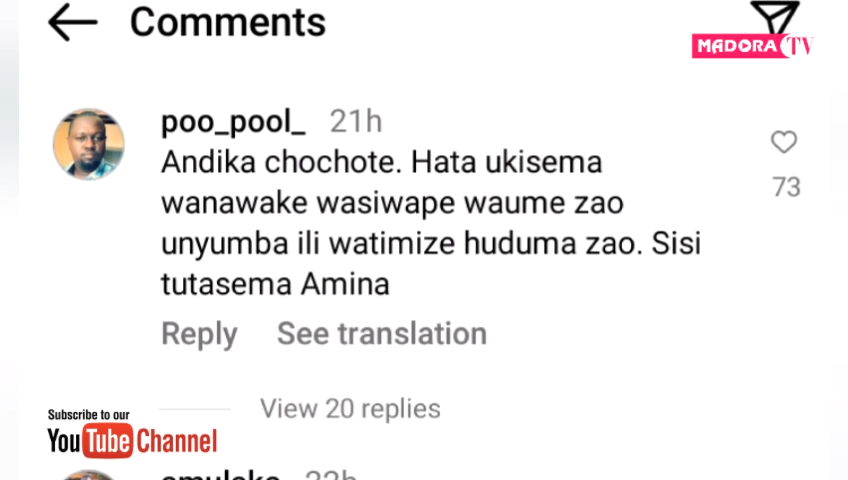 Comments
MADORA TV
poo_pool_ 21h
Andika chochote. Hata ukisema
wanawake wasiwape waume zao
unyumba ili watimize huduma zao. Sisi
tutasema Amina
73
Reply See translation
View 20 replies
Subscribe to our
YouTube Channel